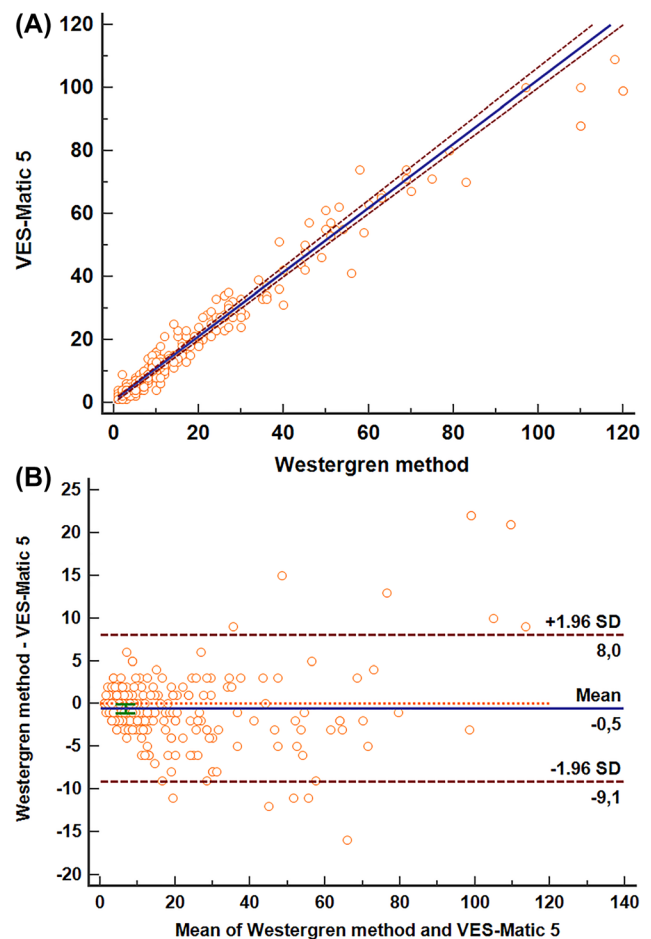 (A)
120
100
80
60
40
20
0
VES-Matic 5
0 20 40 60 80 100 120
Westergren method
(B)
25
20
15
10
5
0
-5
-10
-15
-20
Westergren method - VES-Matic 5
+1.96 SD
8,0
Mean
-0,5
-1.96 SD
-9,1
0 20 40 60 80 100 120 140
Mean of Westergren method and VES-Matic 5